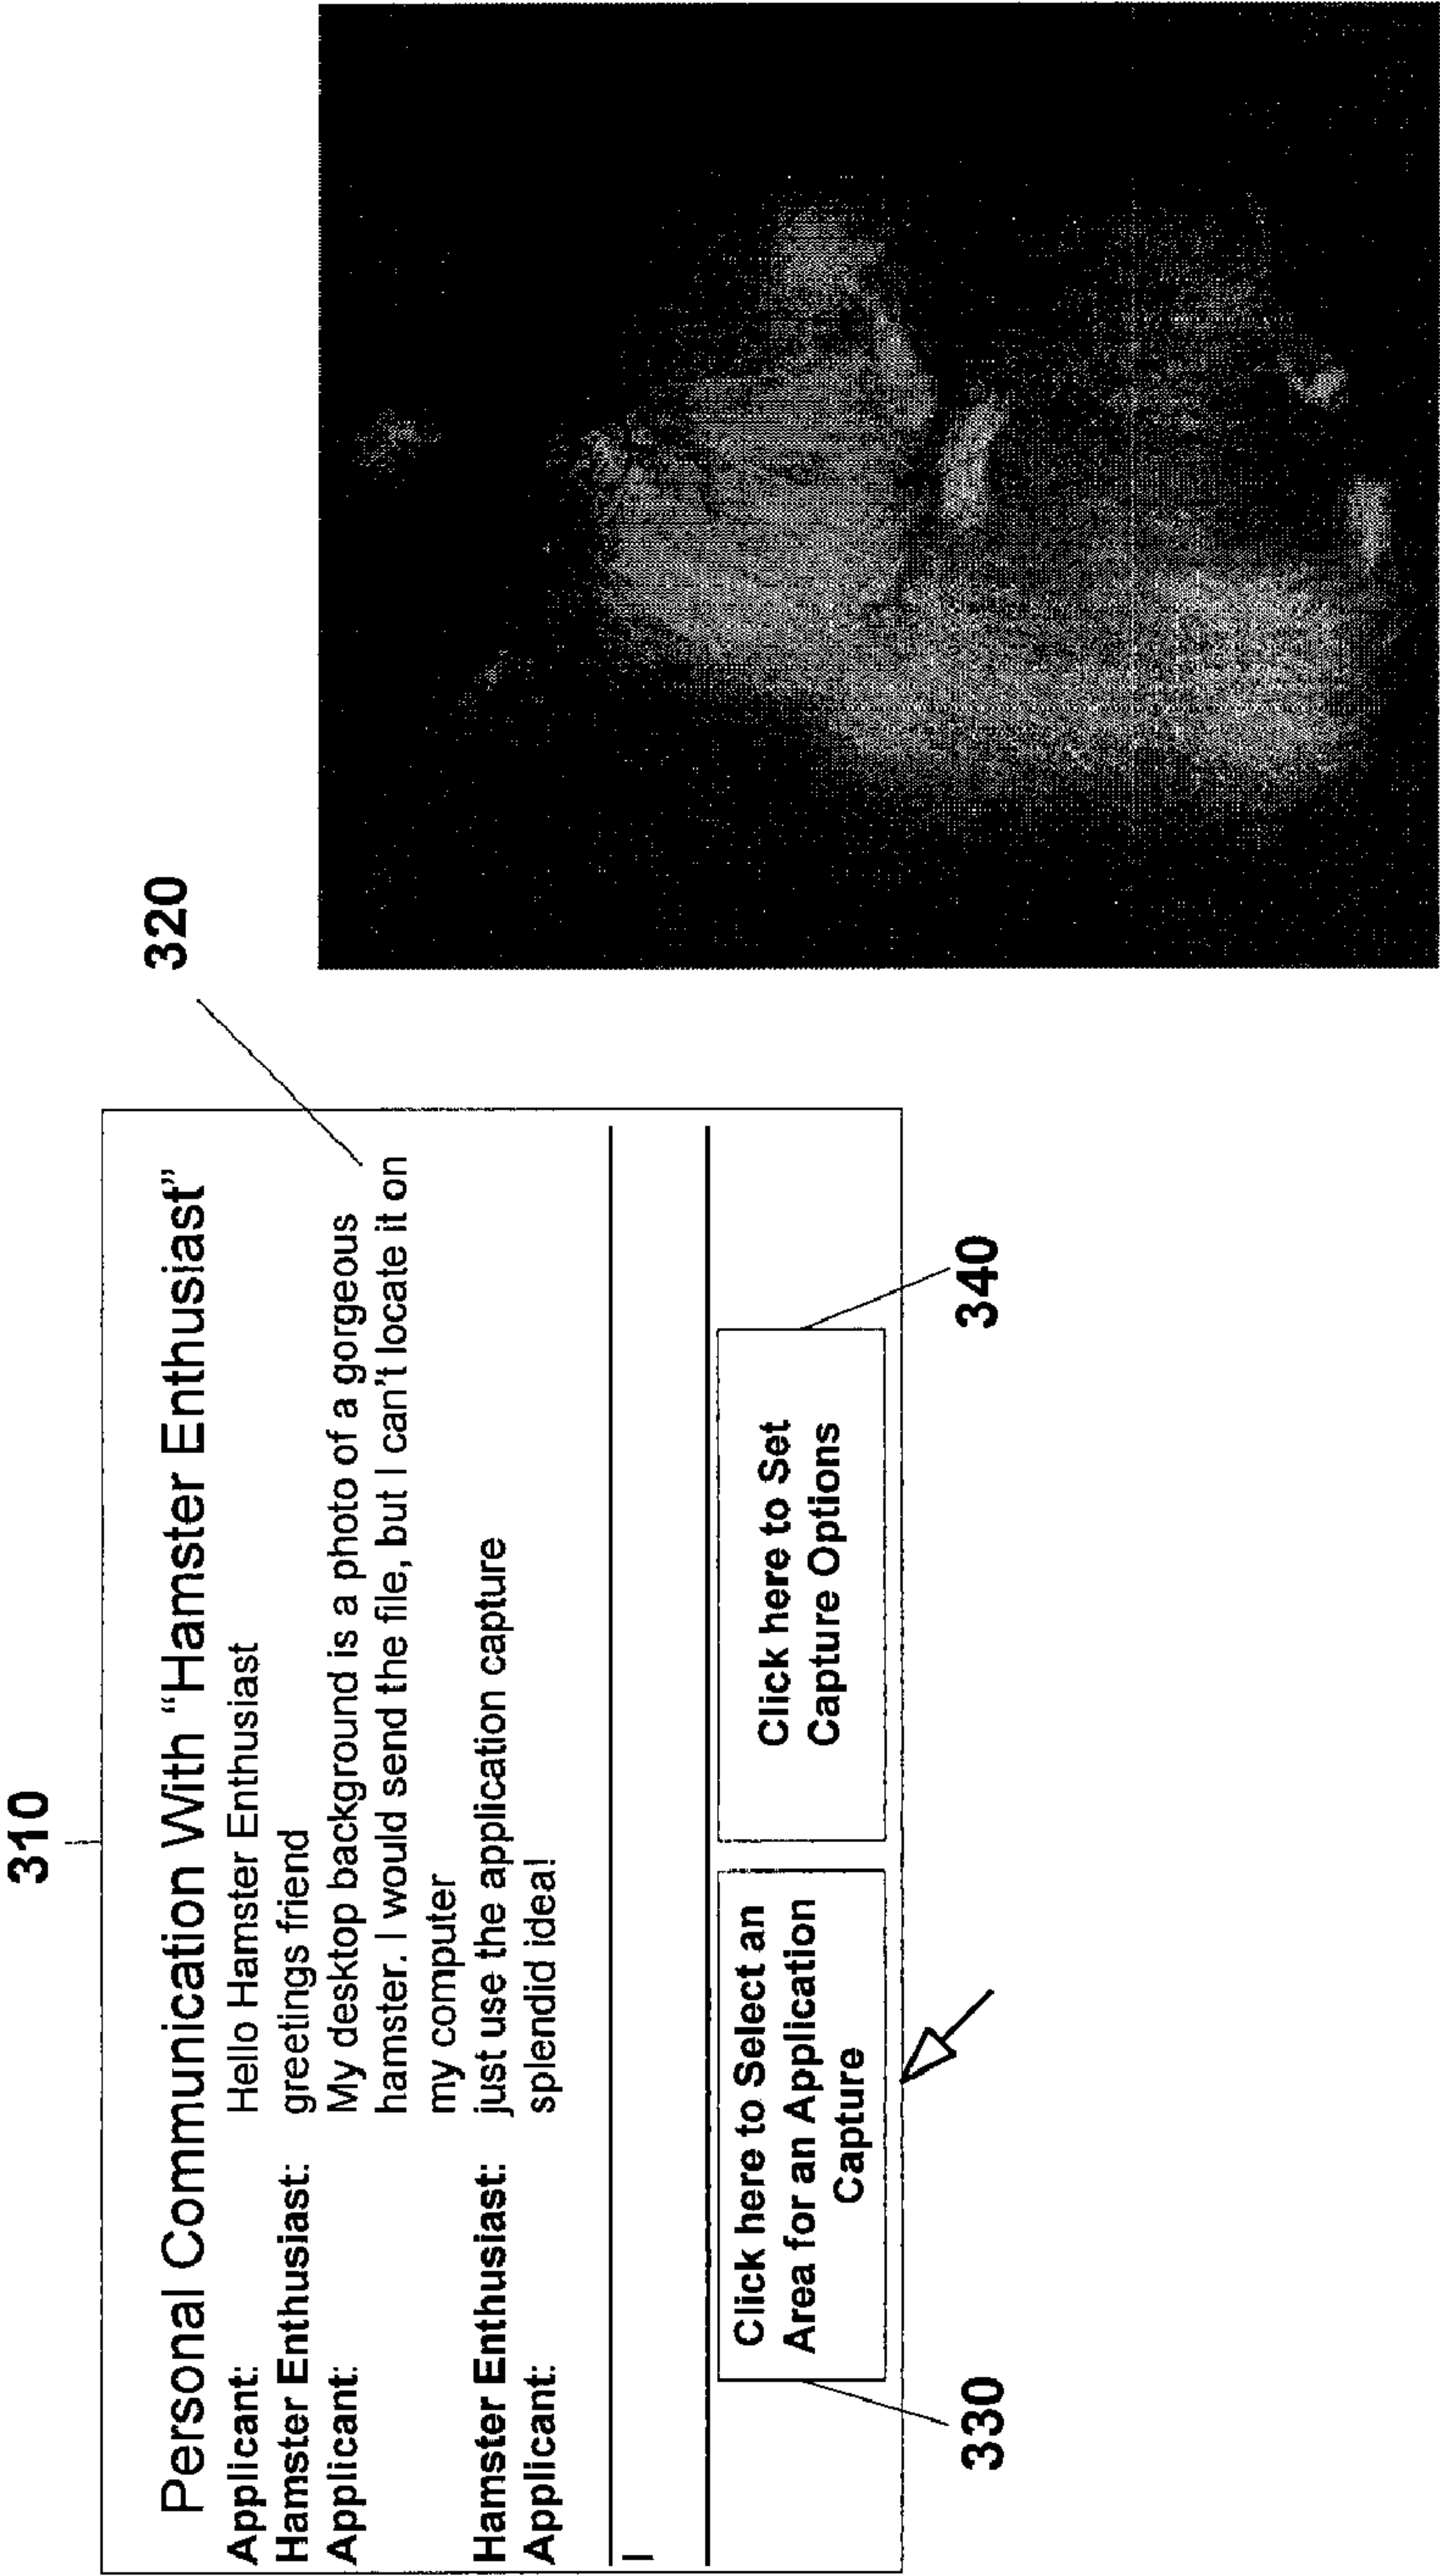 310
Personal Communication With “Hamster Enthusiast”
Applicant: Hello Hamster Enthusiast
Hamster Enthusiast: greetings friend
Applicant: My desktop background is a photo of a gorgeous
hamster. I would send the file, but I can't locate it on
my computer
Hamster Enthusiast: just use the application capture
Applicant: splendid idea!
320
Click here to Select an
Area for an Application
Capture
Click here to Set
Capture Options
330
340